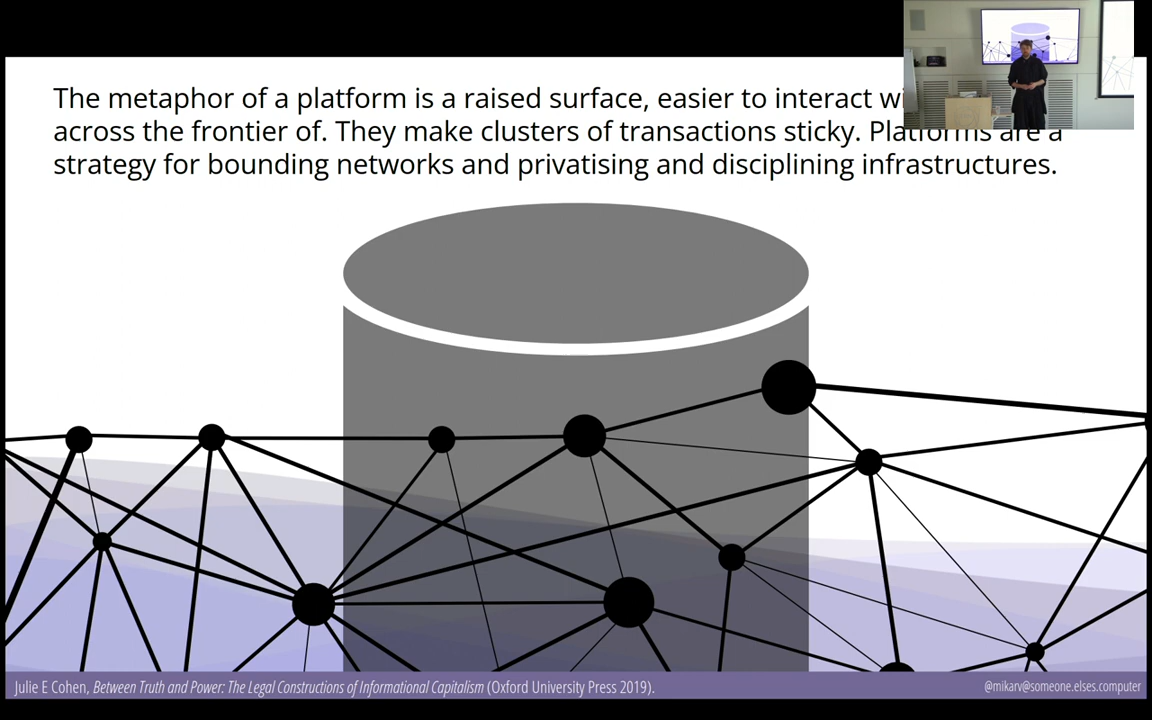 The metaphor of a platform is a raised surface, easier to interact
across the frontier of. They make clusters of transactions sticky. Platforms are a
strategy for bounding networks and privatising and disciplining infrastructures.
Julie E Cohen, Between Truth and Power: The Legal Constructions of Informational Capitalism (Oxford University Press 2019).
@mikarv@someone.elses.computer